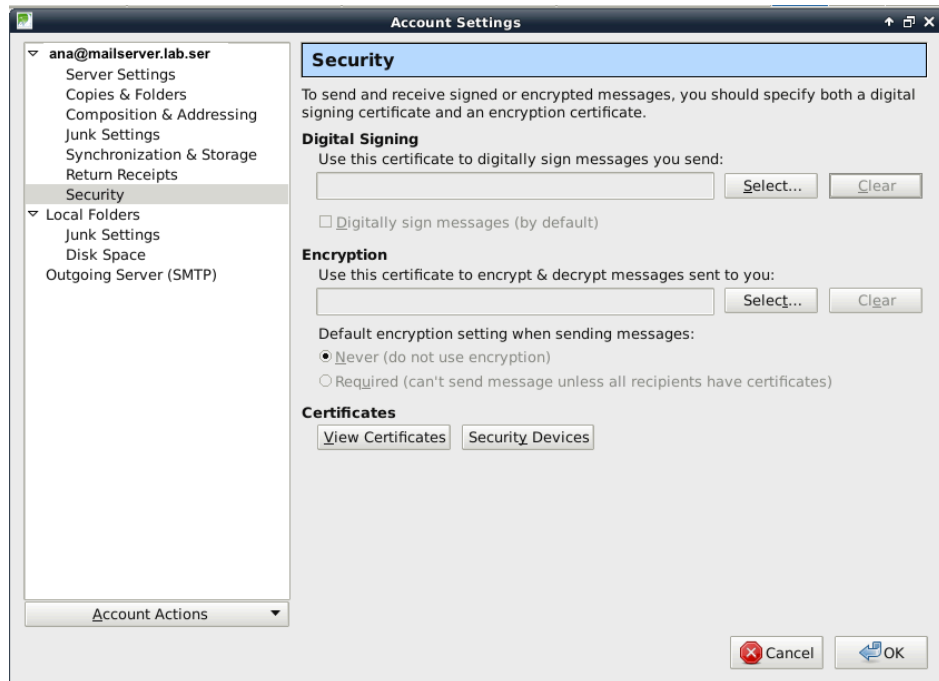 Account Settings
ana@mailserver.lab.ser
Server Settings
Copies & Folders
Composition & Addressing
Junk Settings
Synchronization & Storage
Return Receipts
Security
Local Folders
Junk Settings
Disk Space
Outgoing Server (SMTP)
Account Actions
Security
To send and receive signed or encrypted messages, you should specify both a digital
signing certificate and an encryption certificate.
Digital Signing
Use this certificate to digitally sign messages you send:
Select... Clear
Digitally sign messages (by default)
Encryption
Use this certificate to encrypt & decrypt messages sent to you:
Select... Clear
Default encryption setting when sending messages:
Never (do not use encryption)
Required (can't send message unless all recipients have certificates)
Certificates
View Certificates Security Devices
Cancel OK